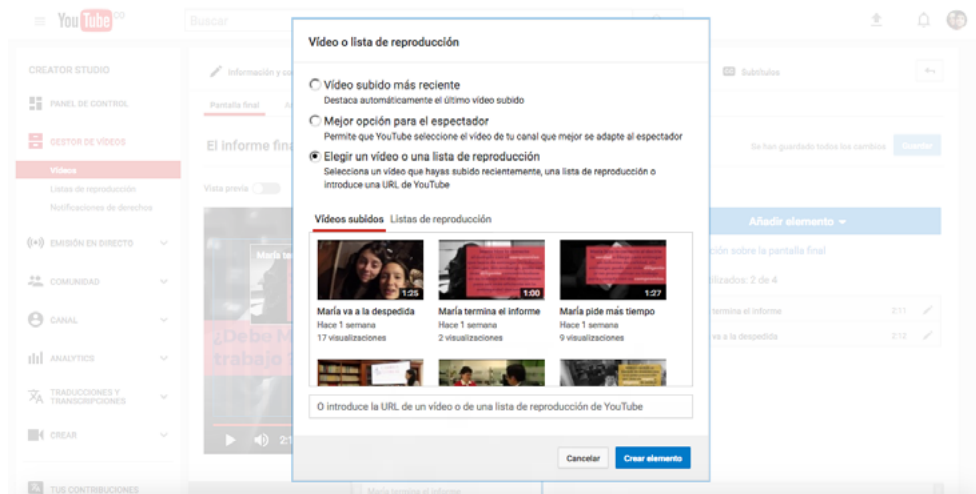 YouTube CO
Buscar
CREATOR STUDIO
PANEL DE CONTROL
GESTOR DE VÍDEOS
Vídeos
Listas de reproducción
Notificaciones de derechos
EMISIÓN EN DIRECTO
COMUNIDAD
CANAL
ANALYTICS
TRADUCCIONES Y
TRANSCRIPCIONES
CREAR
TUS CONTRIBUCIONES
Información y
Pantalla final
El informe fina
Vista previa
María te
¿Debe M
trabajo
Vídeo o lista de reproducción
Vídeo subido más reciente
Destaca automáticamente el último vídeo subido
Mejor opción para el espectador
Permite que YouTube seleccione el vídeo de tu canal que mejor se adapte al espectador
Elegir un vídeo o una lista de reproducción
Selecciona un vídeo que hayas subido recientemente, una lista de reproducción o
introduce una URL de YouTube
Vídeos subidos Listas de reproducción
1:25
María va a la despedida
Hace 1 semana
17 visualizaciones
1:00
María termina el informe
Hace 1 semana
2 visualizaciones
1:27
María pide más tiempo
Hace 1 semana
9 visualizaciones
O introduce la URL de un vídeo o de una lista de reproducción de YouTube
Cancelar
Crear elemento
Subtítulos
Se han guardado todos los cambios
Guardar
Añadir elemento
ción sobre la pantalla final
ilizados: 2 de 4
termina el informe 2:11
va a la despedida 2:12
María termina el informe